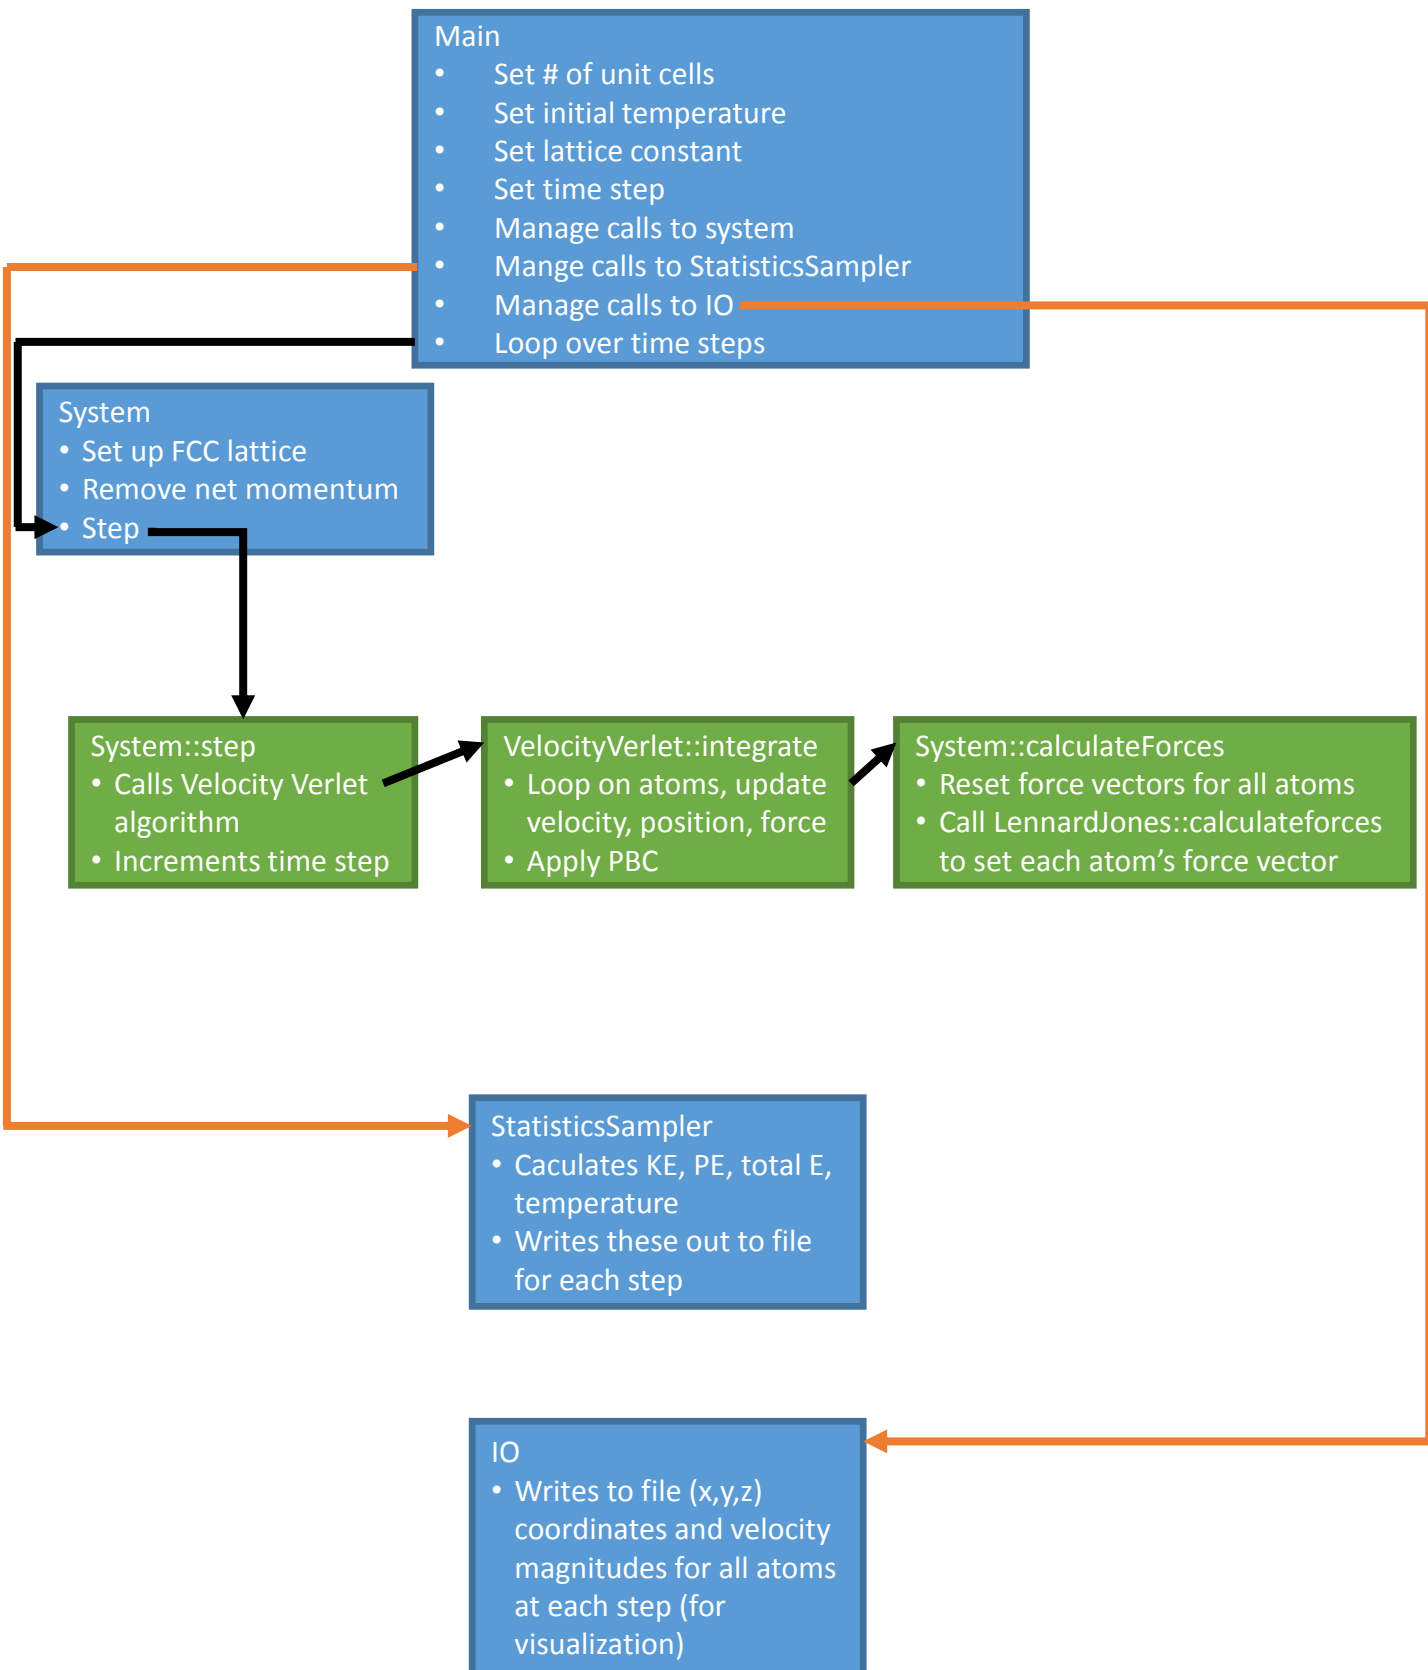 Main
• Set # of unit cells
• Set initial temperature
• Set lattice constant
• Set time step
• Manage calls to system
• Mange calls to StatisticsSampler
• Manage calls to IO
• Loop over time steps
System
• Set up FCC lattice
• Remove net momentum
• Step
System::step
• Calls Velocity Verlet
algorithm
• Increments time step
VelocityVerlet::integrate
• Loop on atoms, update
velocity, position, force
• Apply PBC
System::calculateForces
• Reset force vectors for all atoms
• Call LennardJones::calculateforces
to set each atom’s force vector
StatisticsSampler
• Caculates KE, PE, total E,
temperature
• Writes these out to file
for each step
IO
• Writes to file (x,y,z)
coordinates and velocity
magnitudes for all atoms
at each step (for
visualization)